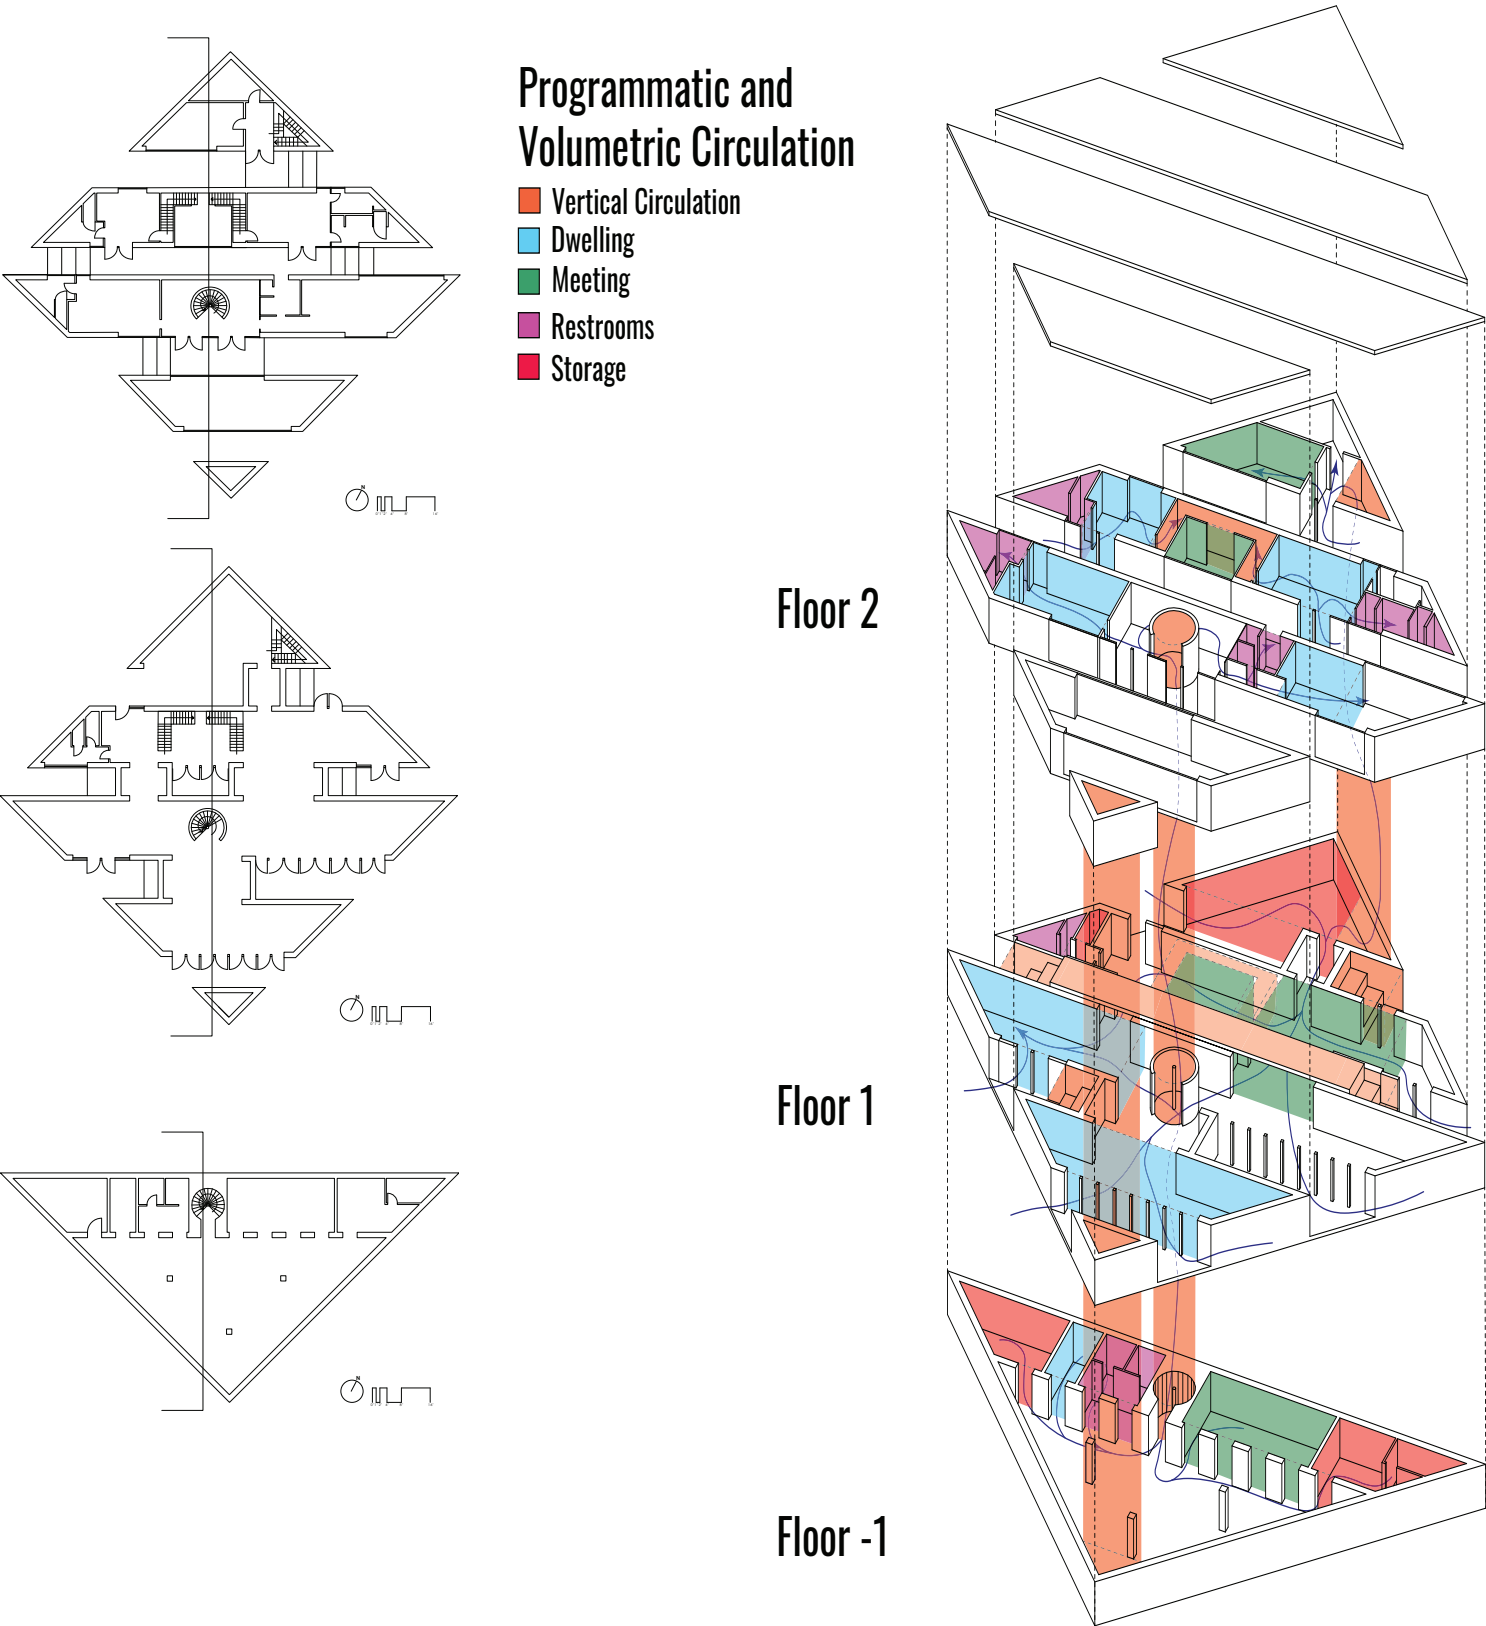 Programmatic and
Volumetric Circulation
Vertical Circulation
Dwelling
Meeting
Restrooms
Storage
N
Floor 2
N
Floor 1
N
Floor -1